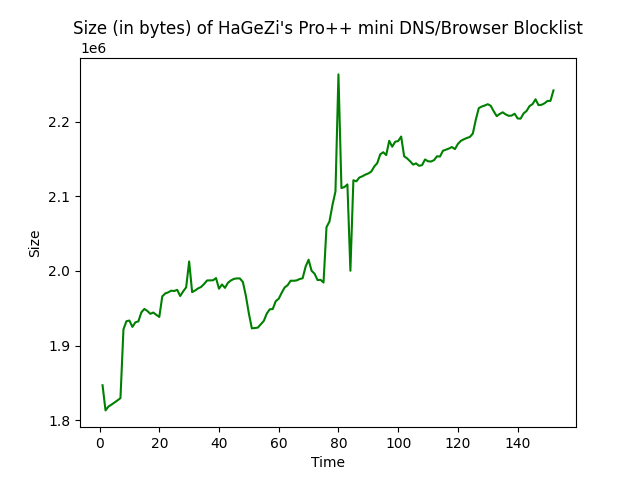 Size (in bytes) of HaGeZi's Pro++ mini DNS/Browser Blocklist
1e6
2.2
2.1
2.0
1.9
1.8
Size
0 20 40 60 80 100 120 140
Time